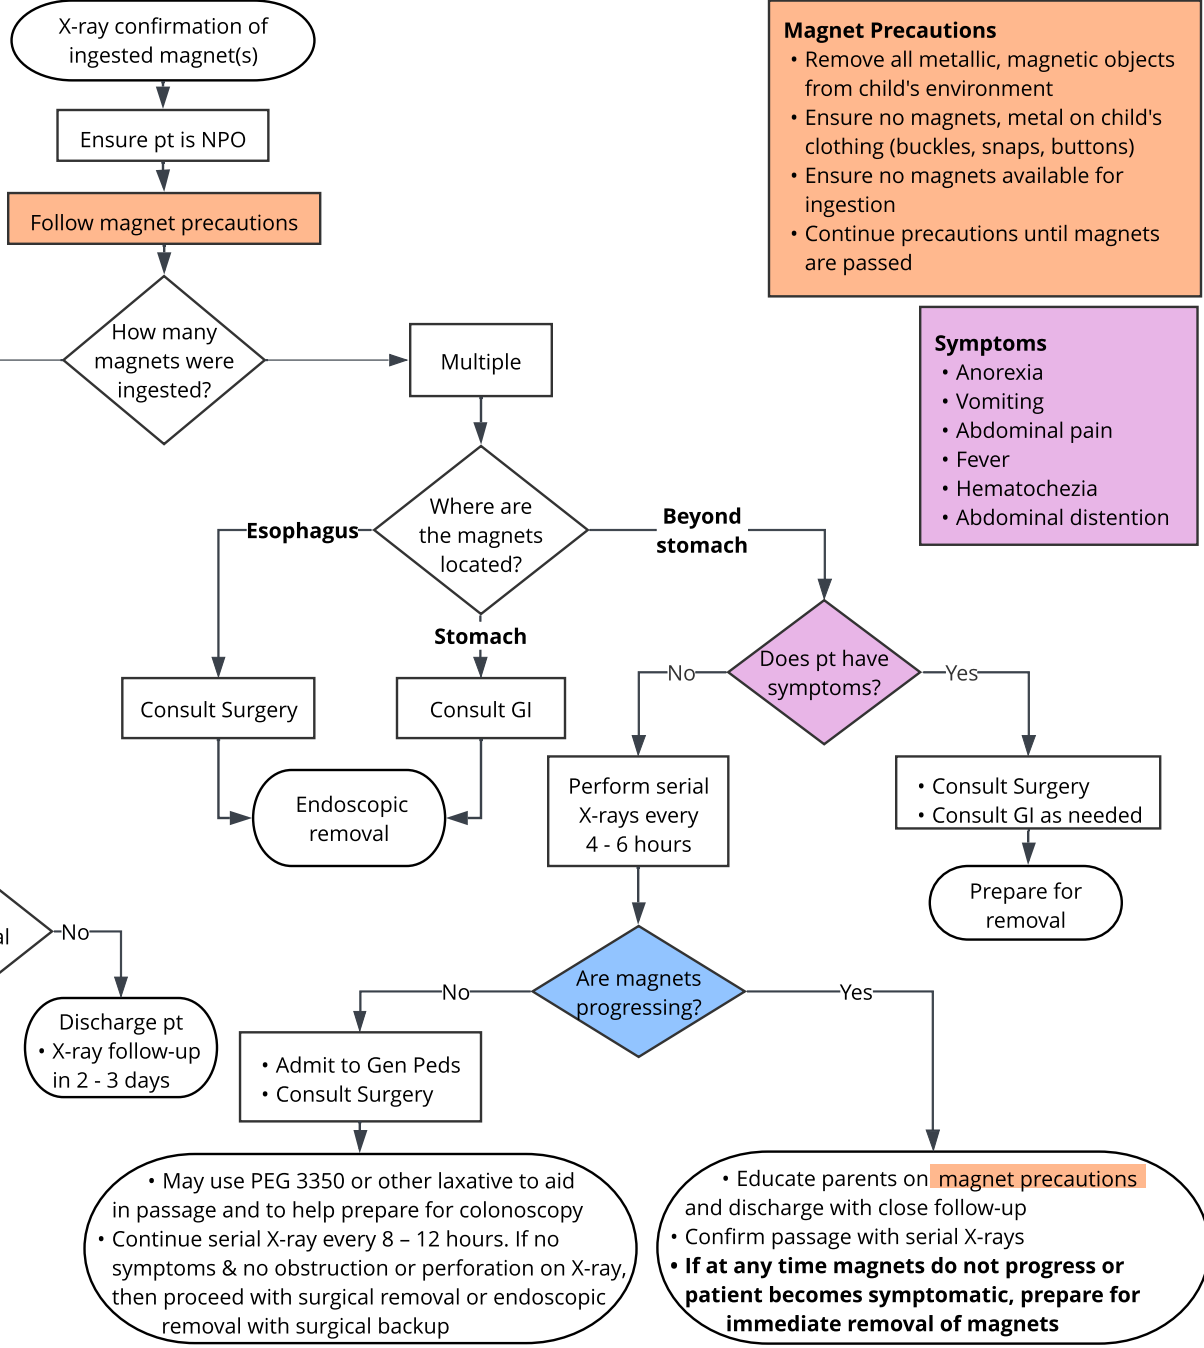 X-ray confirmation of
ingested magnet(s)
Ensure pt is NPO
Follow magnet precautions
How many
magnets were
ingested?
Multiple
Magnet Precautions
• Remove all metallic, magnetic objects
from child's environment
• Ensure no magnets, metal on child's
clothing (buckles, snaps, buttons)
• Ensure no magnets available for
ingestion
• Continue precautions until magnets
are passed
Symptoms
• Anorexia
• Vomiting
• Abdominal pain
• Fever
• Hematochezia
• Abdominal distention
Where are
the magnets
located?
Esophagus
Stomach
Beyond
stomach
Consult Surgery
Consult GI
Endoscopic
removal
Does pt have
symptoms?
No
Yes
Perform serial
X-rays every
4 - 6 hours
• Consult Surgery
• Consult GI as needed
Prepare for
removal
No
Discharge pt
• X-ray follow-up
in 2 - 3 days
Are magnets
progressing?
No
Yes
• Admit to Gen Peds
• Consult Surgery
• May use PEG 3350 or other laxative to aid
in passage and to help prepare for colonoscopy
• Continue serial X-ray every 8 – 12 hours. If no
symptoms & no obstruction or perforation on X-ray,
then proceed with surgical removal or endoscopic
removal with surgical backup
• Educate parents on magnet precautions
and discharge with close follow-up
• Confirm passage with serial X-rays
• If at any time magnets do not progress or
patient becomes symptomatic, prepare for
immediate removal of magnets